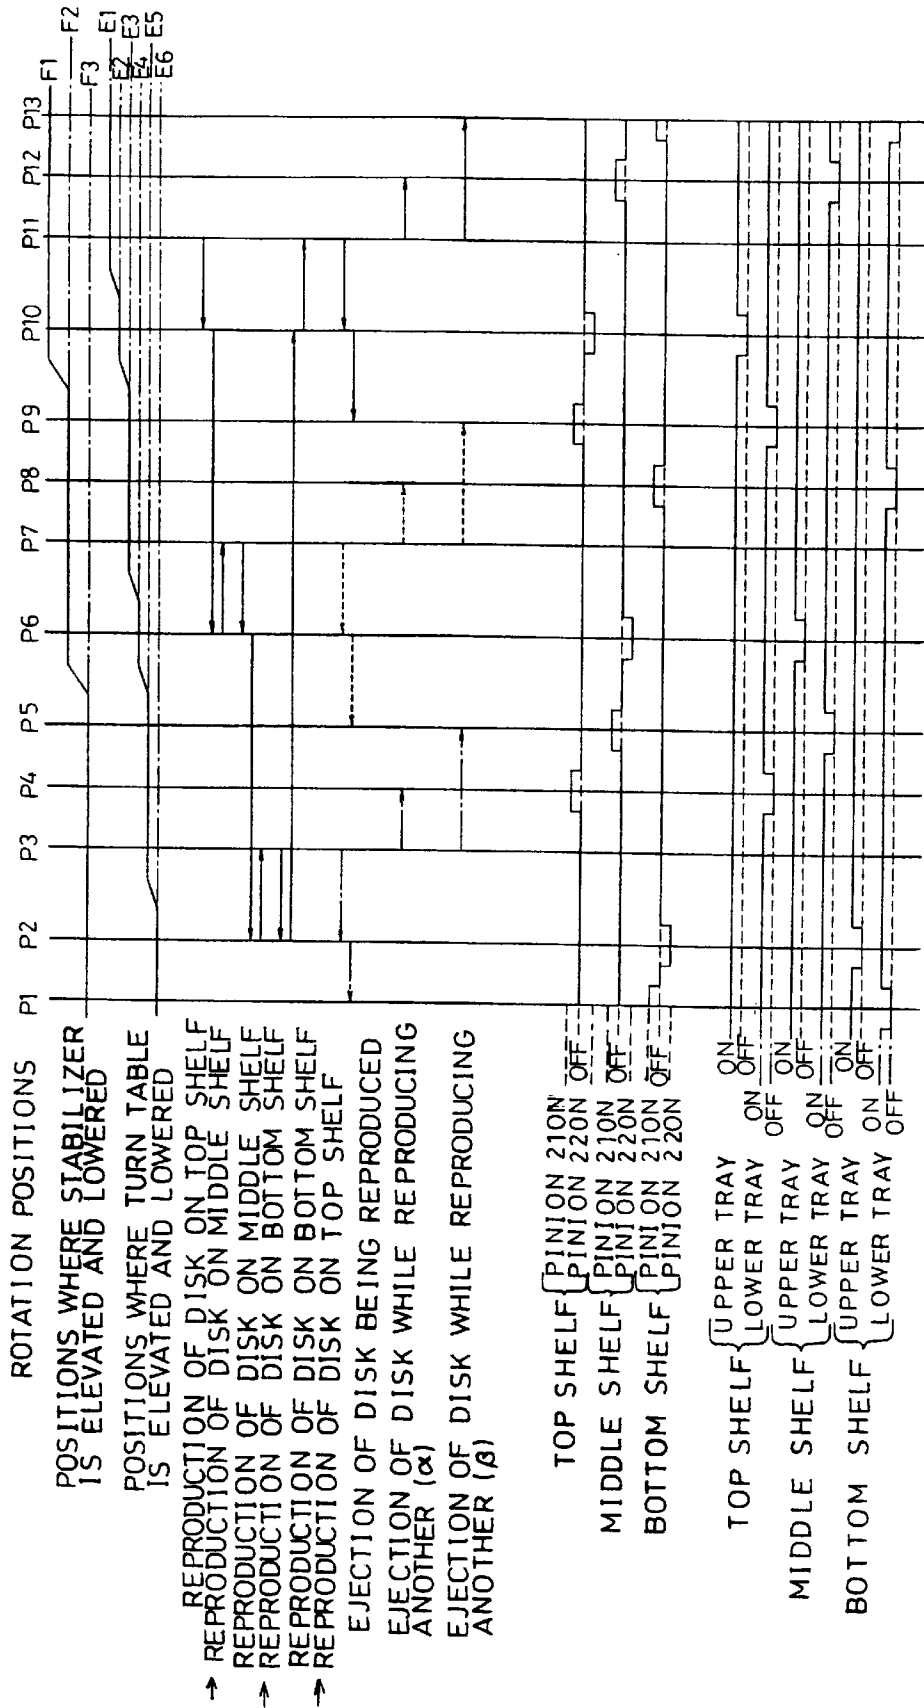 ROTATION POSITIONS
P1 P2 P3 P4 P5 P6 P7 P8 P9 P10 P11 P12 P13
POSITIONS WHERE STABILIZER
IS ELEVATED AND LOWERED
F1
F2
F3
POSITIONS WHERE TURN TABLE
IS ELEVATED AND LOWERED
E1
E2
E3
E4
E5
E6
REPRODUCTION OF DISK ON TOP SHELF
→ REPRODUCTION OF DISK ON MIDDLE SHELF
REPRODUCTION OF DISK ON MIDDLE SHELF
→ REPRODUCTION OF DISK ON BOTTOM SHELF
REPRODUCTION OF DISK ON BOTTOM SHELF
→ REPRODUCTION OF DISK ON TOP SHELF
EJECTION OF DISK BEING REPRODUCED
EJECTION OF DISK WHILE REPRODUCING
ANOTHER (α)
EJECTION OF DISK WHILE REPRODUCING
ANOTHER (β)
TOP SHELF { PINION 21ON
PINION 22ON OFF
MIDDLE SHELF { PINION 21ON
PINION 22ON OFF
BOTTOM SHELF { PINION 21ON
PINION 22ON OFF
TOP SHELF { UPPER TRAY ON OFF
LOWER TRAY ON OFF
MIDDLE SHELF { UPPER TRAY ON OFF
LOWER TRAY ON OFF
BOTTOM SHELF { UPPER TRAY ON OFF
LOWER TRAY ON OFF